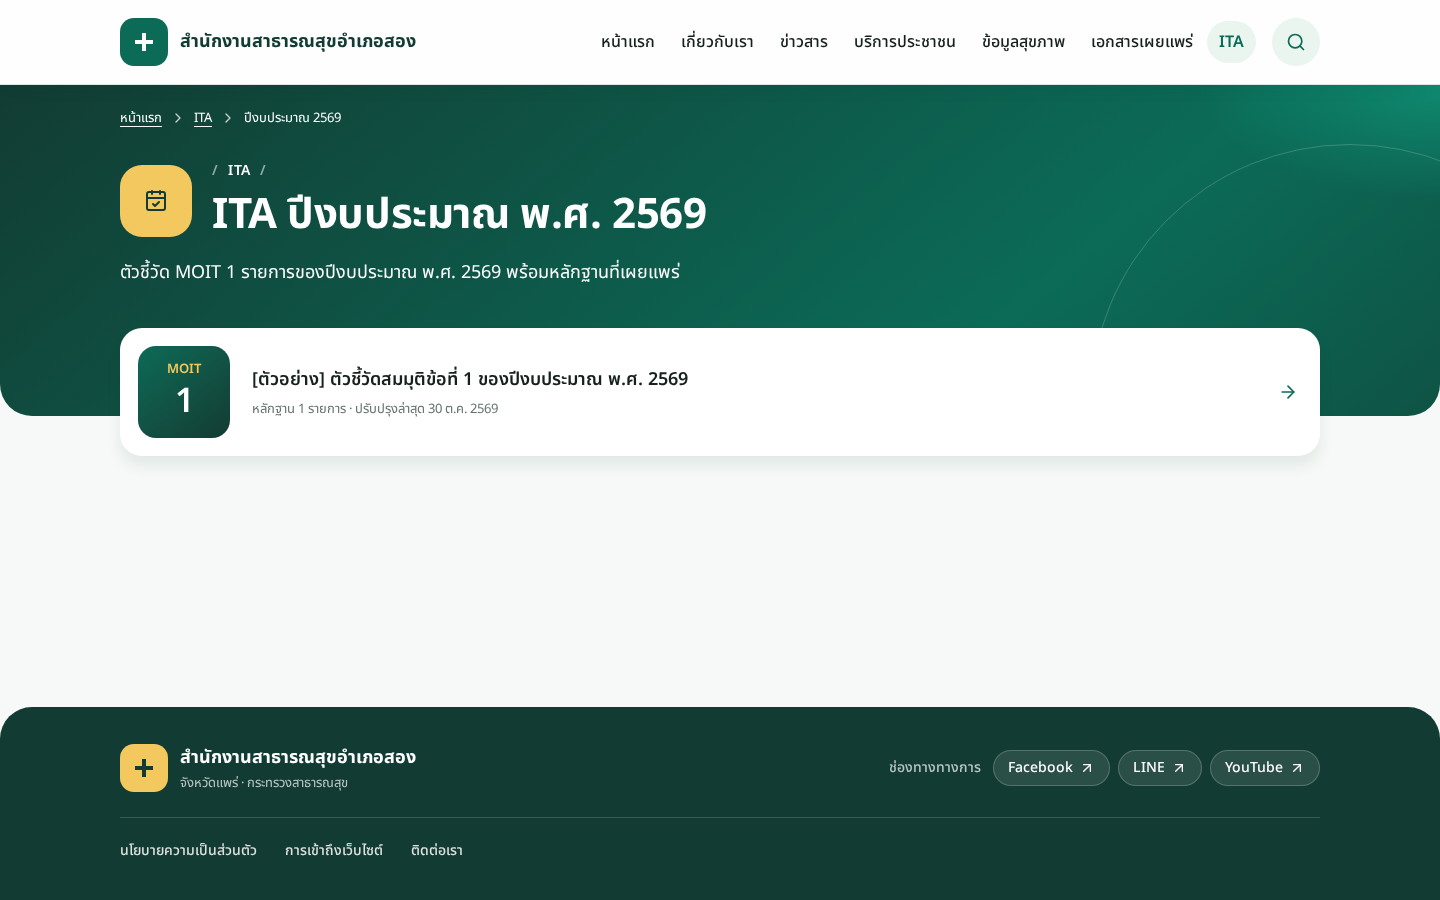 สำนักงานสาธารณสุขอำเภอสอง
หน้าแรก เกี่ยวกับเรา ข่าวสาร บริการประชาชน ข้อมูลสุขภาพ เอกสารเผยแพร่ ITA
หน้าแรก ITA ปีงบประมาณ 2569
/ ITA /
ITA ปีงบประมาณ พ.ศ. 2569
ตัวชี้วัด MOIT 1 รายการของปีงบประมาณ พ.ศ. 2569 พร้อมหลักฐานที่เผยแพร่
MOIT
1
[ตัวอย่าง] ตัวชี้วัดสมมุติข้อที่ 1 ของปีงบประมาณ พ.ศ. 2569
หลักฐาน 1 รายการ · ปรับปรุงล่าสุด 30 ต.ค. 2569
สำนักงานสาธารณสุขอำเภอสอง
จังหวัดแพร่ · กระทรวงสาธารณสุข
ช่องทางทางการ Facebook LINE YouTube
นโยบายความเป็นส่วนตัว การเข้าถึงเว็บไซต์ ติดต่อเรา